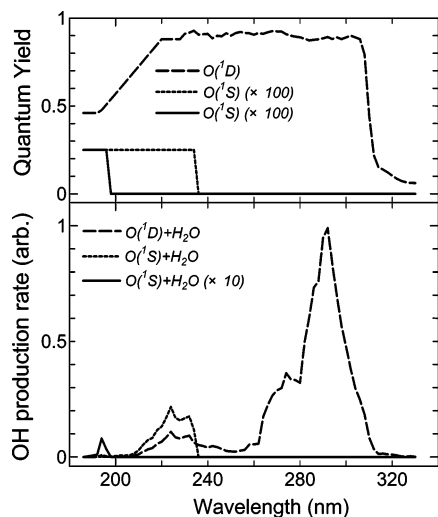 Quantum Yield
1
0.5
0
O(¹D)
O(¹S) (× 100)
O(¹S) (× 100)
OH production rate (arb.)
1
0.5
0
O(¹D)+H₂O
O(¹S)+H₂O
O(¹S)+H₂O (× 10)
200 240 280 320
Wavelength (nm)